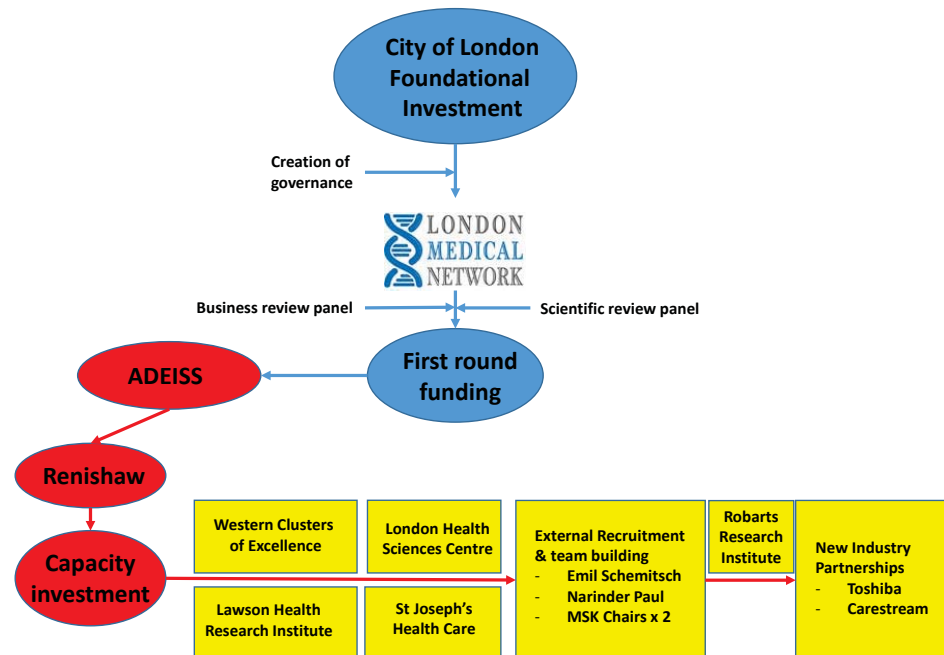 City of London
Foundational
Investment
Creation of
governance
LONDON
MEDICAL
NETWORK
Business review panel
Scientific review panel
First round
funding
ADEISS
Renishaw
Capacity
investment
Western Clusters
of Excellence
London Health
Sciences Centre
Lawson Health
Research Institute
St Joseph's
Health Care
External Recruitment
& team building
- Emil Schemitsch
- Narinder Paul
- MSK Chairs x 2
Robarts
Research
Institute
New Industry
Partnerships
- Toshiba
- Carestream